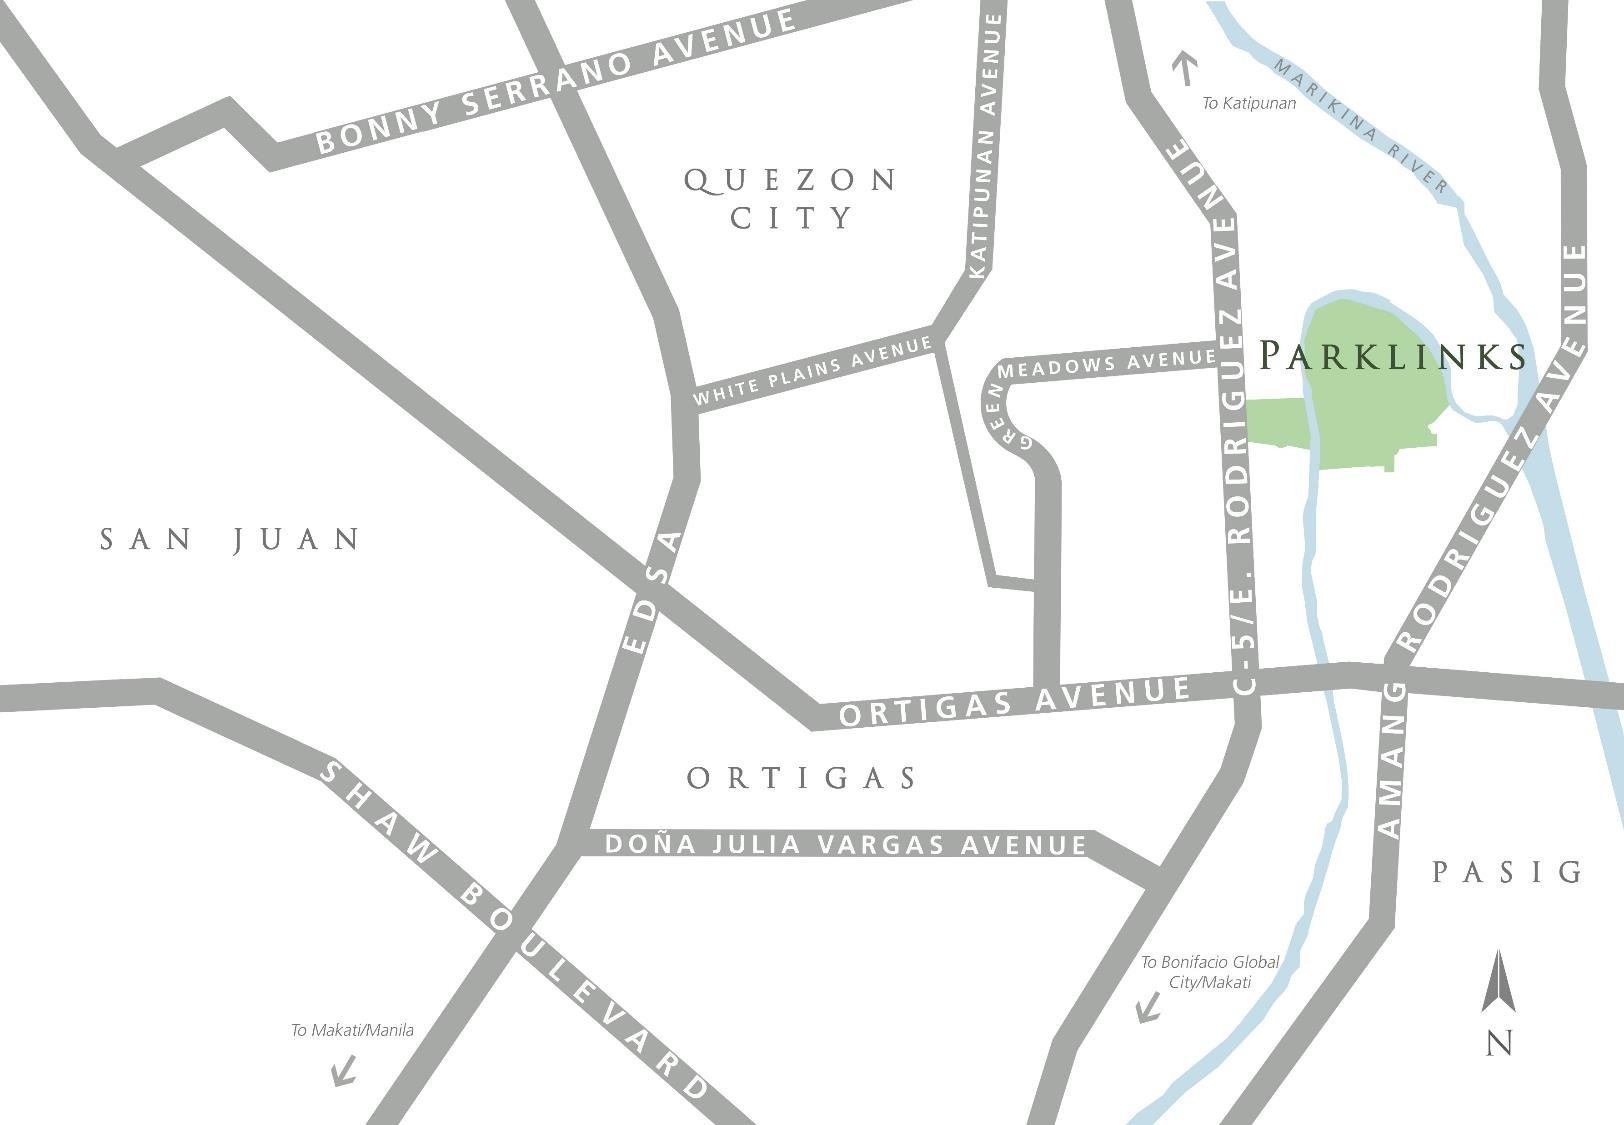 BONNY SERRANO AVENUE
KATIPUNAN AVENUE
To Katipunan
MARIKINA RIVER
QUEZON
CITY
C-5/E. RODRIGUEZ AVENUE
AMANG RODRIGUEZ AVENUE
WHITE PLAINS AVENUE
GREEN MEADOWS AVENUE
PARKLINKS
SAN JUAN
EDSA
ORTIGAS AVENUE
ORTIGAS
SHAW BOULEVARD
DOÑA JULIA VARGAS AVENUE
PASIG
To Bonifacio Global
City/Makati
To Makati/Manila
N